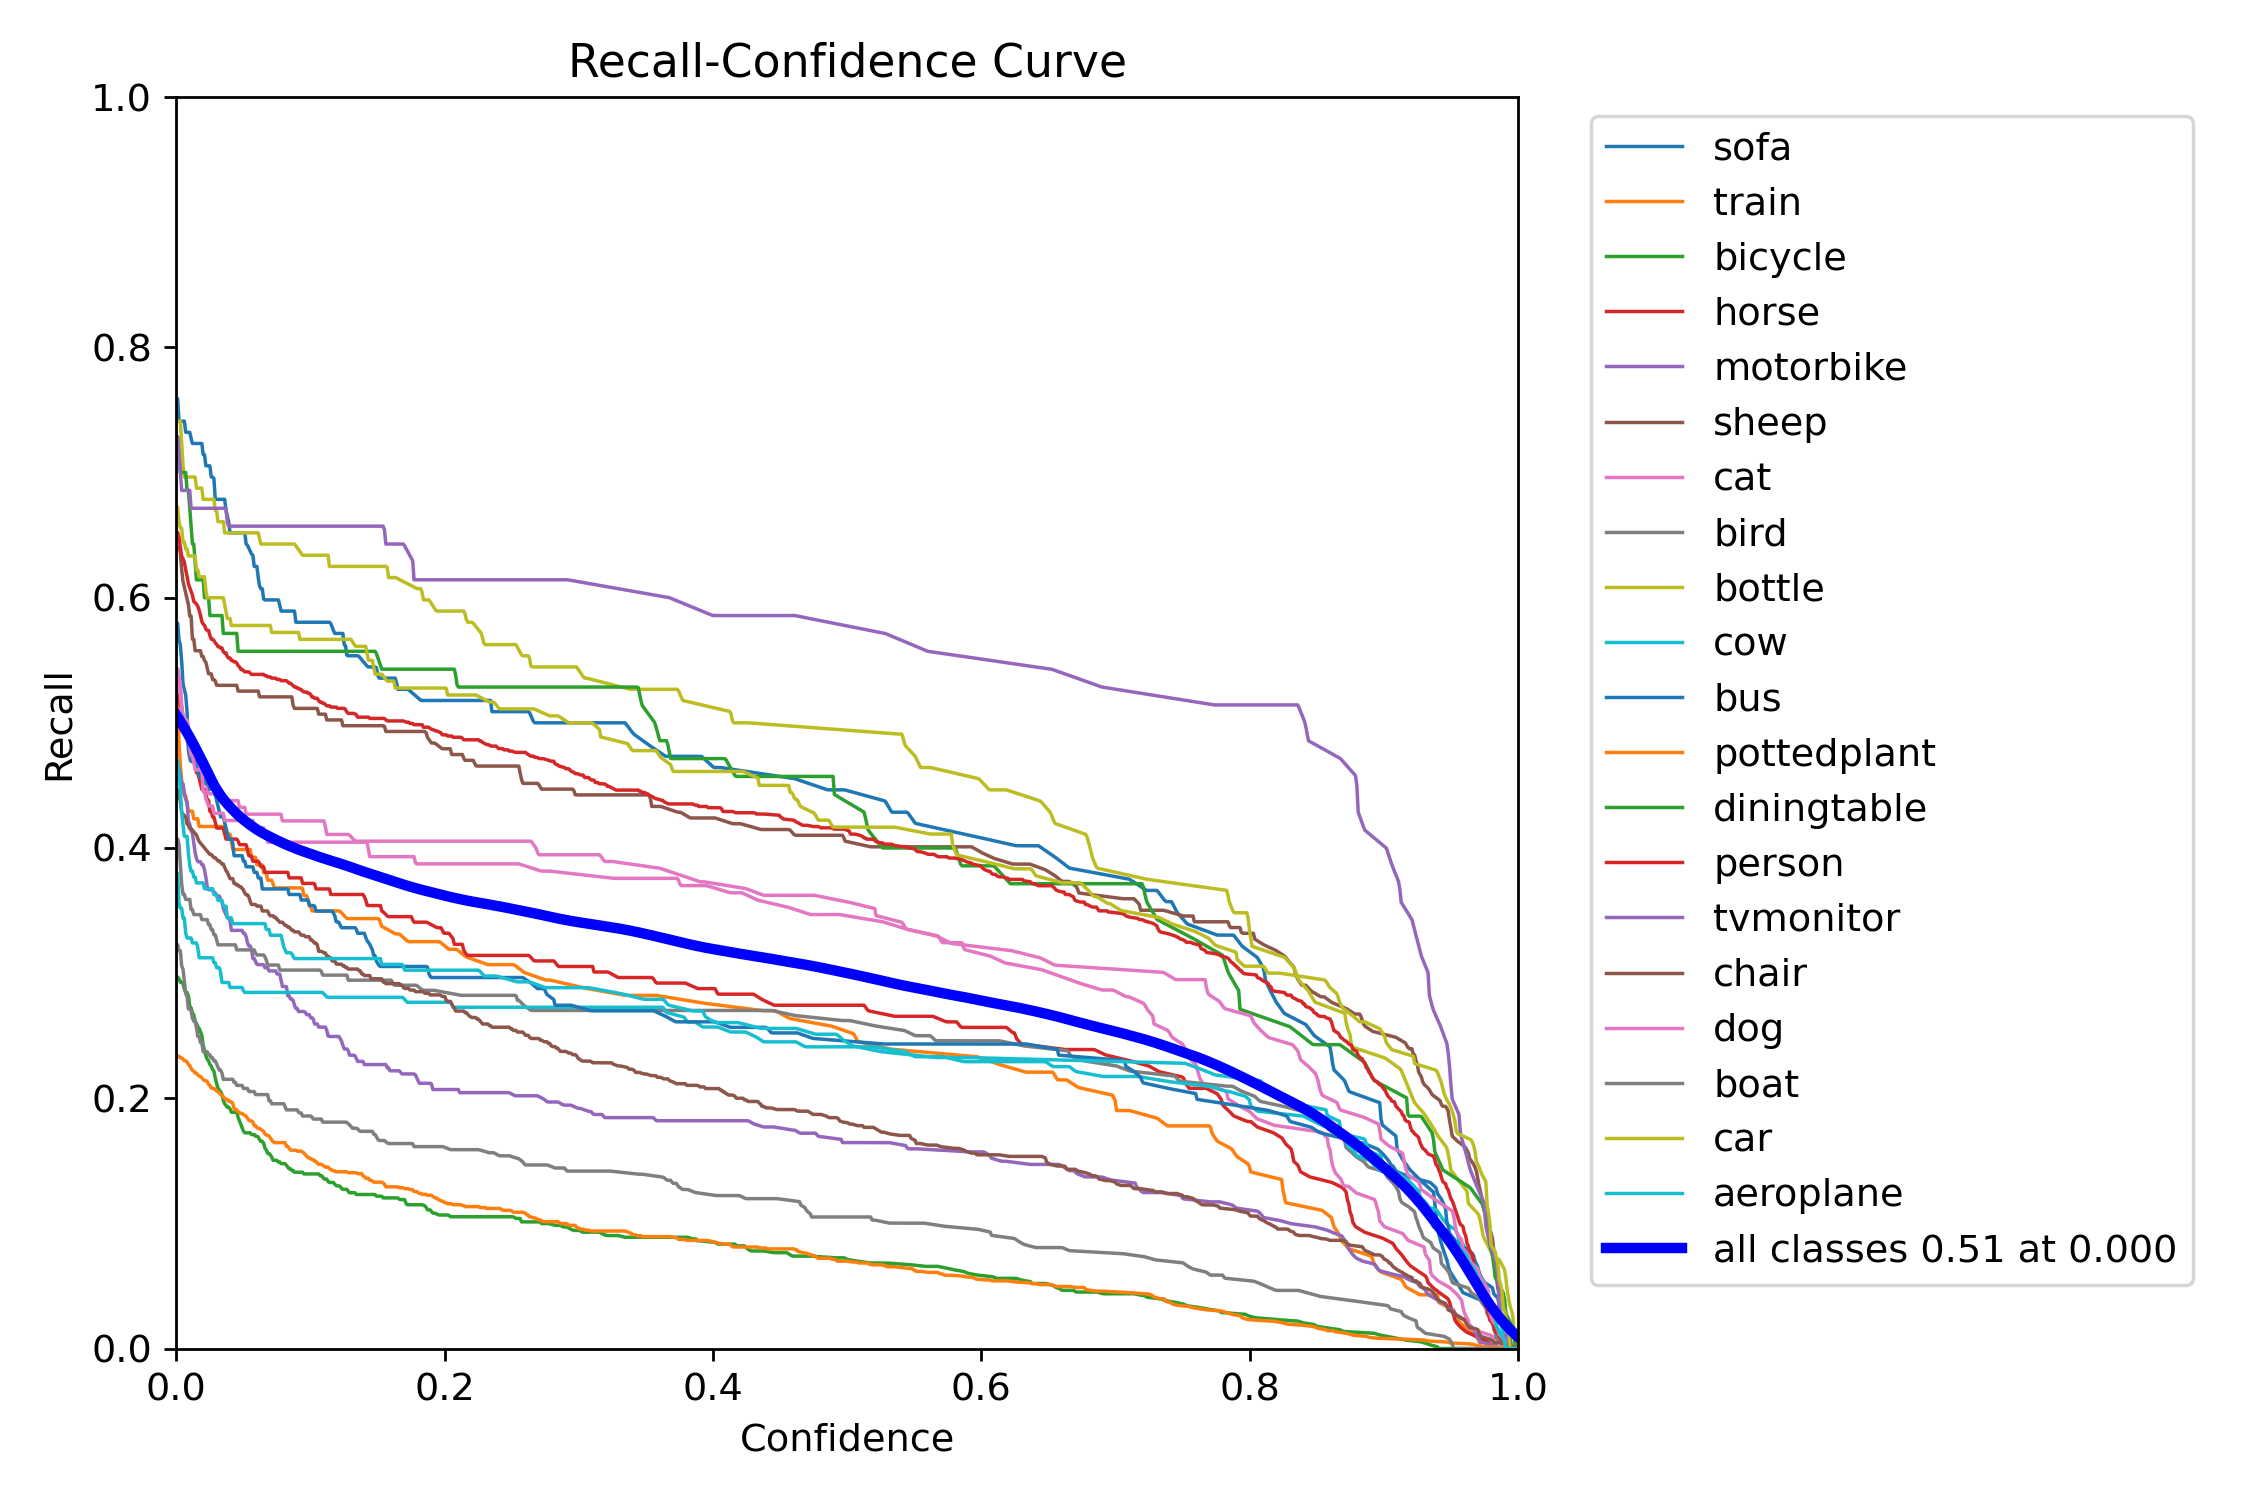 Recall-Confidence Curve
1.0
0.8
0.6
0.4
0.2
0.0
Recall
0.0 0.2 0.4 0.6 0.8 1.0
Confidence
sofa
train
bicycle
horse
motorbike
sheep
cat
bird
bottle
cow
bus
pottedplant
diningtable
person
tvmonitor
chair
dog
boat
car
aeroplane
all classes 0.51 at 0.000